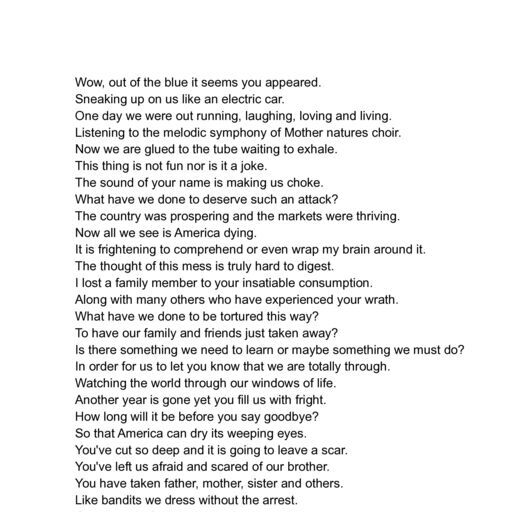 Wow, out of the blue it seems you appeared.
Sneaking up on us like an electric car.
One day we were out running, laughing, loving and living.
Listening to the melodic symphony of Mother natures choir.
Now we are glued to the tube waiting to exhale.
This thing is not fun nor is it a joke.
The sound of your name is making us choke.
What have we done to deserve such an attack?
The country was prospering and the markets were thriving.
Now all we see is America dying.
It is frightening to comprehend or even wrap my brain around it.
The thought of this mess is truly hard to digest.
I lost a family member to your insatiable consumption.
Along with many others who have experienced your wrath.
What have we done to be tortured this way?
To have our family and friends just taken away?
Is there something we need to learn or maybe something we must do?
In order for us to let you know that we are totally through.
Watching the world through our windows of life.
Another year is gone yet you fill us with fright.
How long will it be before you say goodbye?
So that America can dry its weeping eyes.
You've cut so deep and it is going to leave a scar.
You've left us afraid and scared of our brother.
You have taken father, mother, sister and others.
Like bandits we dress without the arrest.